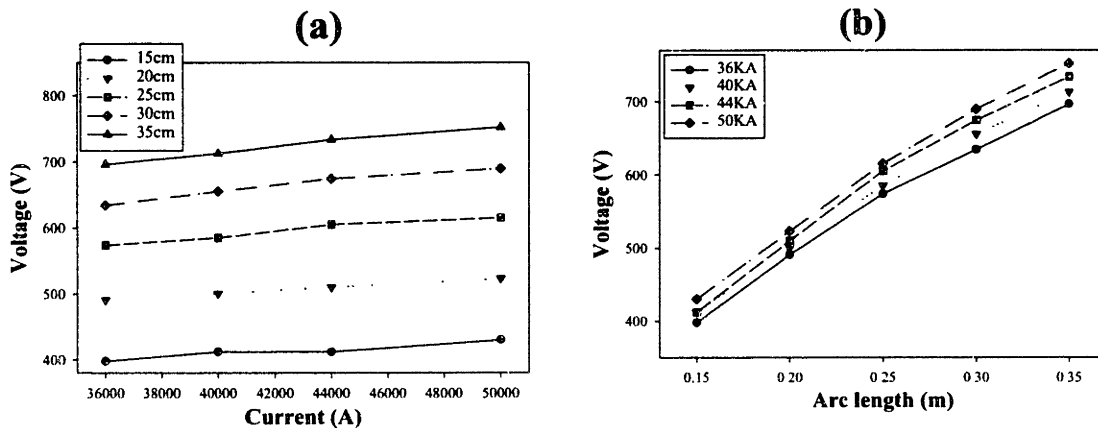 (a)
15cm
20cm
25cm
30cm
35cm
800
700
600
500
400
Voltage (V)
36000 38000 40000 42000 44000 46000 48000 50000
Current (A)
(b)
36KA
40KA
44KA
50KA
700
600
500
400
Voltage (V)
0.15 0.20 0.25 0.30 0.35
Arc length (m)